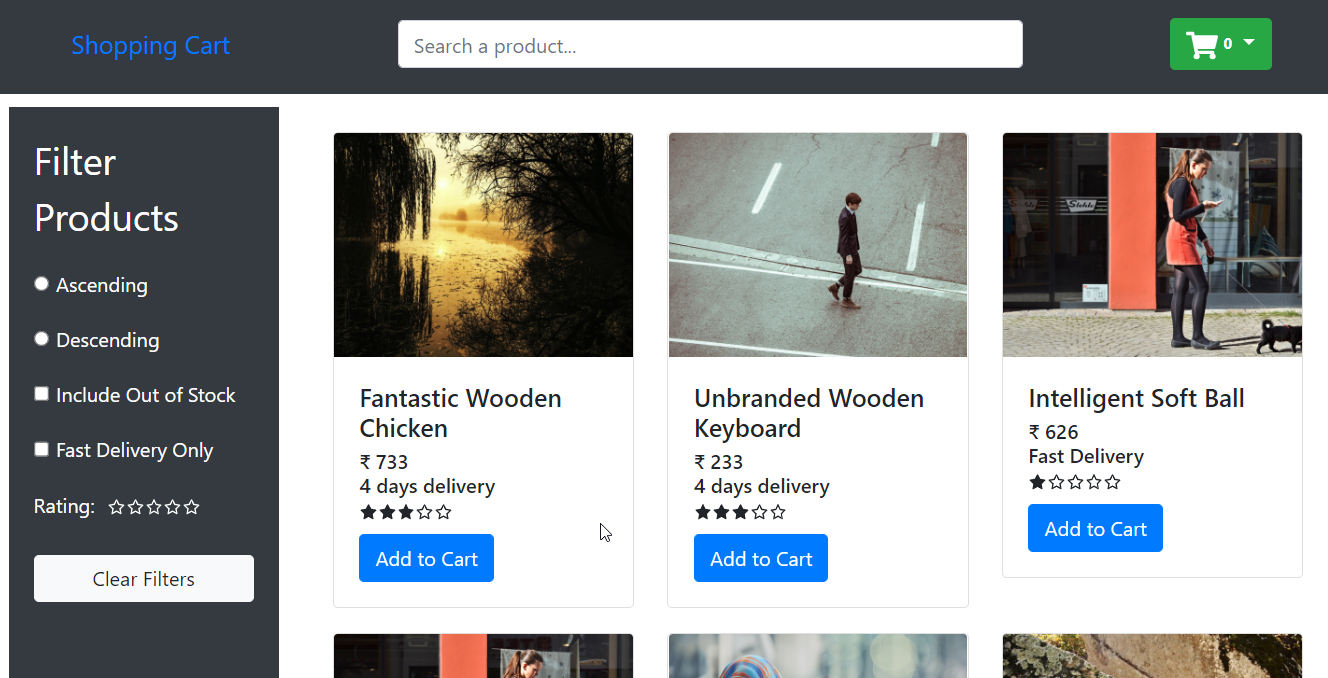 Shopping Cart
Search a product...
0
Filter
Products
Ascending
Descending
Include Out of Stock
Fast Delivery Only
Rating:
Clear Filters
Fantastic Wooden
Chicken
₹ 733
4 days delivery
Add to Cart
Unbranded Wooden
Keyboard
₹ 233
4 days delivery
Add to Cart
Intelligent Soft Ball
₹ 626
Fast Delivery
Add to Cart